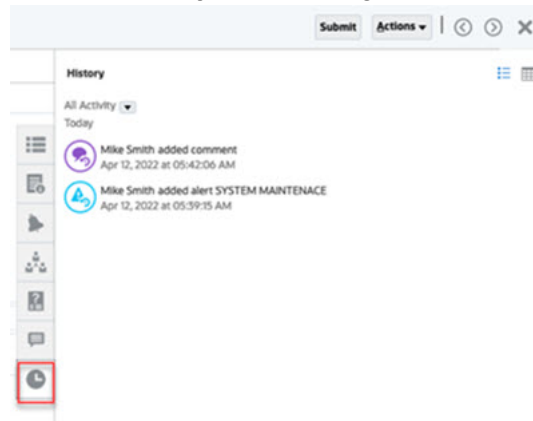 Submit Actions
History
All Activity
Today
Mike Smith added comment
Apr 12, 2022 at 05:42:06 AM
Mike Smith added alert SYSTEM MAINTENACE
Apr 12, 2022 at 05:39:15 AM